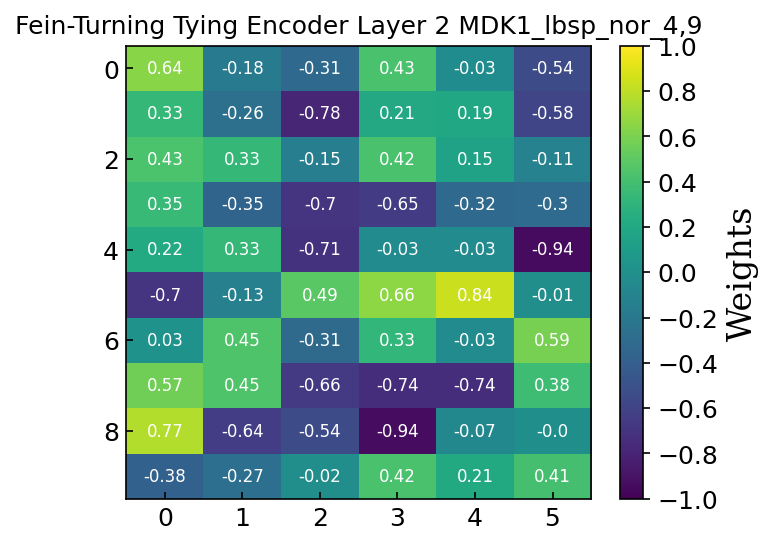 Fein-Turning Tying Encoder Layer 2 MDK1_lbsp_nor_4,9
0 0.64 -0.18 -0.31 0.43 -0.03 -0.54
0.33 -0.26 -0.78 0.21 0.19 -0.58
2 0.43 0.33 -0.15 0.42 0.15 -0.11
0.35 -0.35 -0.7 -0.65 -0.32 -0.3
4 0.22 0.33 -0.71 -0.03 -0.03 -0.94
-0.7 -0.13 0.49 0.66 0.84 -0.01
6 0.03 0.45 -0.31 0.33 -0.03 0.59
0.57 0.45 -0.66 -0.74 -0.74 0.38
8 0.77 -0.64 -0.54 -0.94 -0.07 -0.0
-0.38 -0.27 -0.02 0.42 0.21 0.41
0 1 2 3 4 5
1.0
0.8
0.6
0.4
0.2
0.0
−0.2
−0.4
−0.6
−0.8
−1.0
Weights